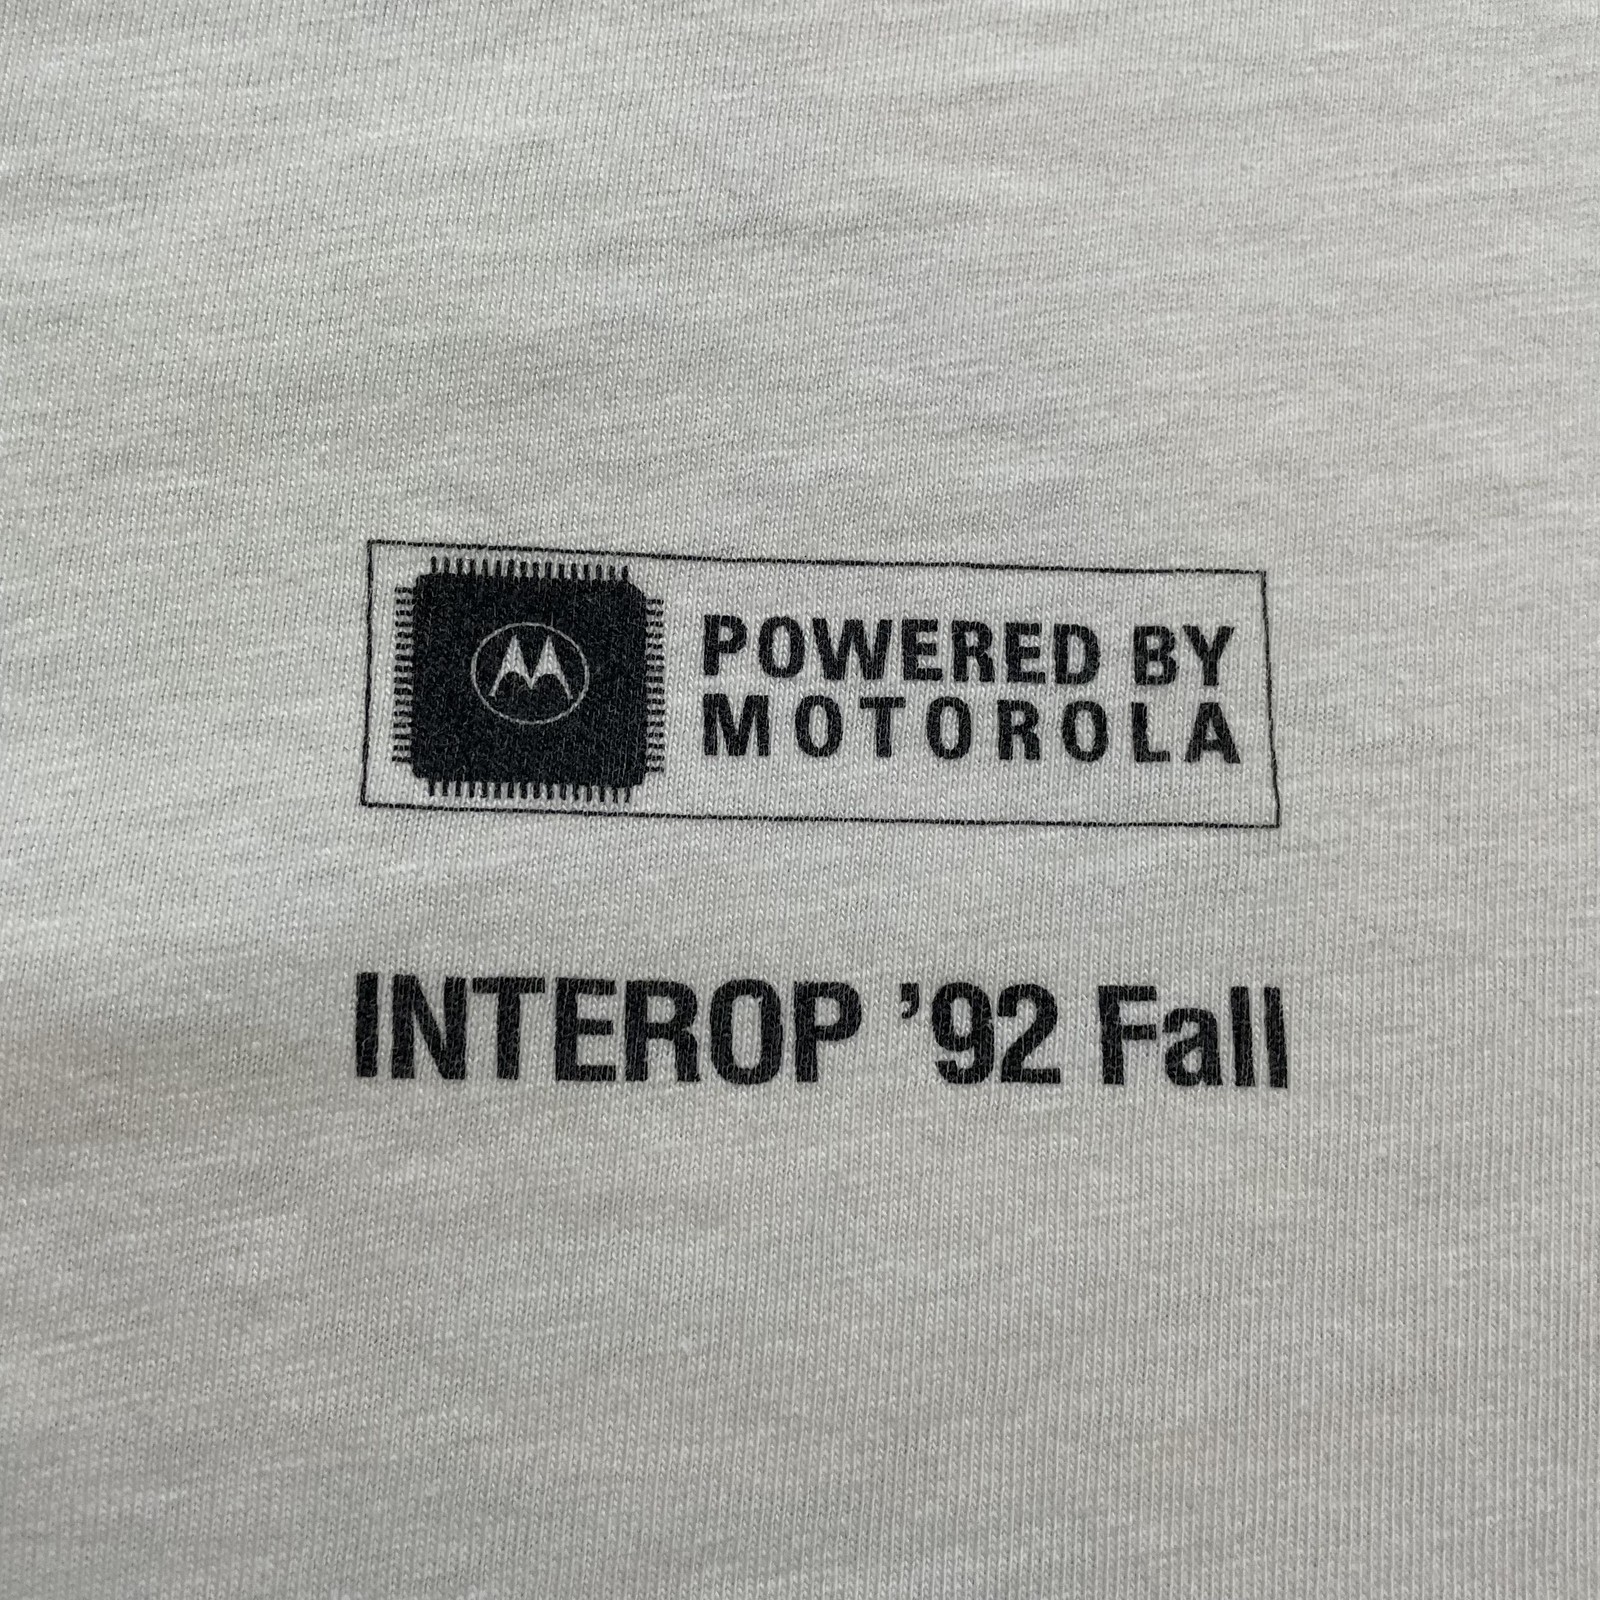 POWERED BY
MOTOROLA
INTEROP ’92 Fall